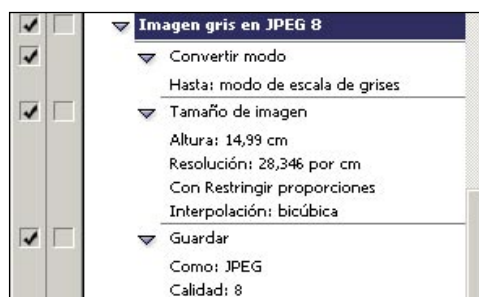 Imagen gris en JPEG 8
Convertir modo
Hasta: modo de escala de grises
Tamaño de imagen
Altura: 14,99 cm
Resolución: 28,346 por cm
Con Restringir proporciones
Interpolación: bicúbica
Guardar
Como: JPEG
Calidad: 8